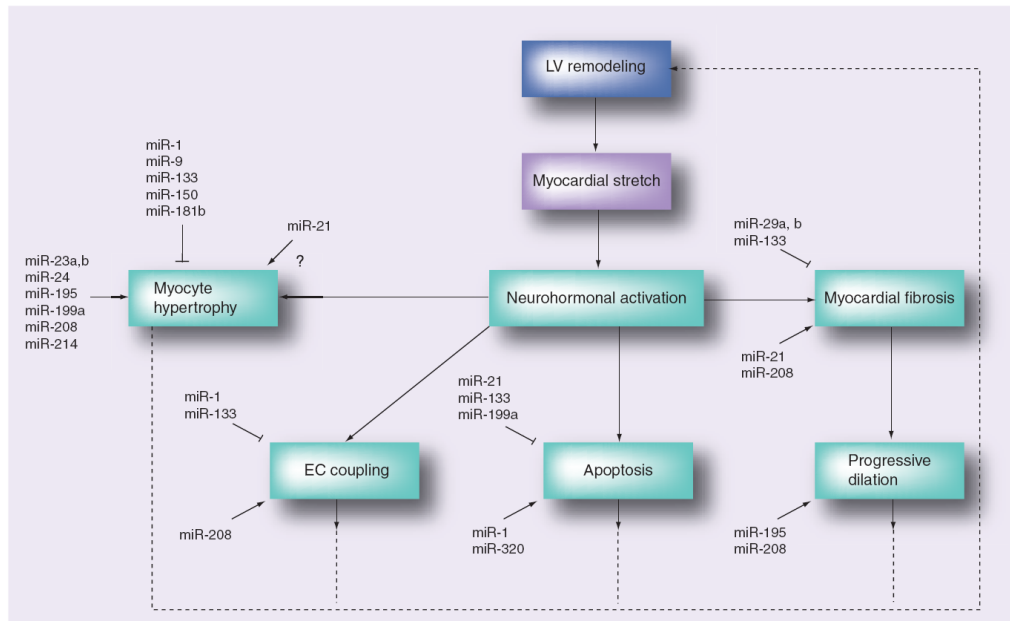 LV remodeling
Myocardial stretch
miR-1
miR-9
miR-133
miR-150
miR-181b
miR-21
?
miR-23a,b
miR-24
miR-195
miR-199a
miR-208
miR-214
Myocyte
hypertrophy
Neurohormonal activation
miR-29a, b
miR-133
Myocardial fibrosis
miR-21
miR-208
miR-1
miR-133
EC coupling
miR-208
miR-21
miR-133
miR-199a
Apoptosis
miR-1
miR-320
Progressive
dilation
miR-195
miR-208